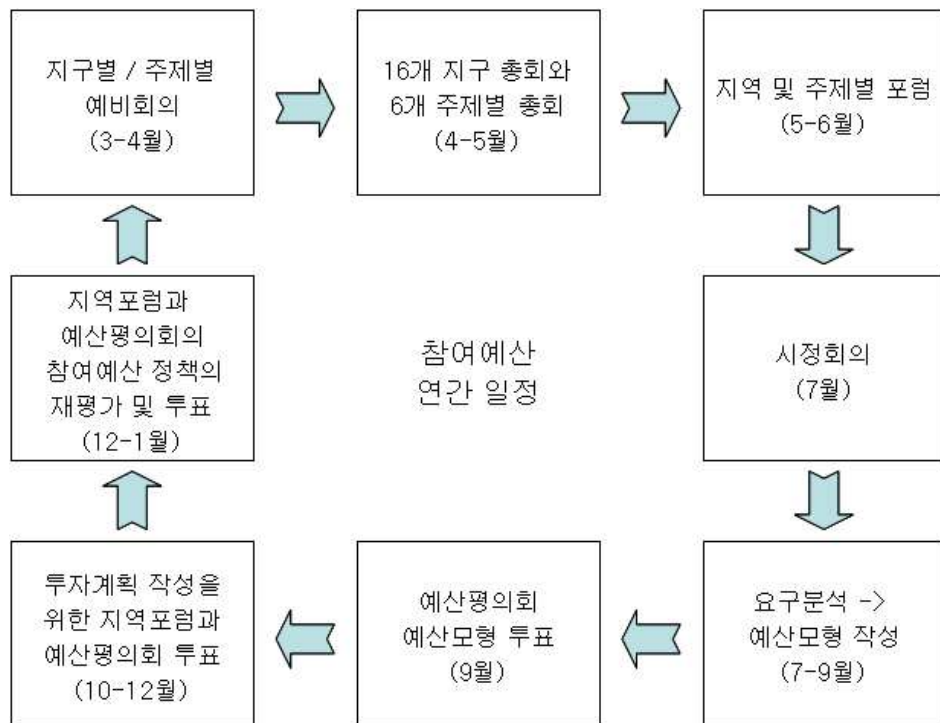 지구별 / 주제별
예비회의
(3-4월)
16개 지구 총회와
6개 주제별 총회
(4-5월)
지역 및 주제별 포럼
(5-6월)
지역포럼과
예산평의회의
참여예산 정책의
재평가 및 투표
(12-1월)
참여예산
연간 일정
시정회의
(7월)
투자계획 작성을
위한 지역포럼과
예산평의회 투표
(10-12월)
예산평의회
예산모형 투표
(9월)
요구분석 ->
예산모형 작성
(7-9월)